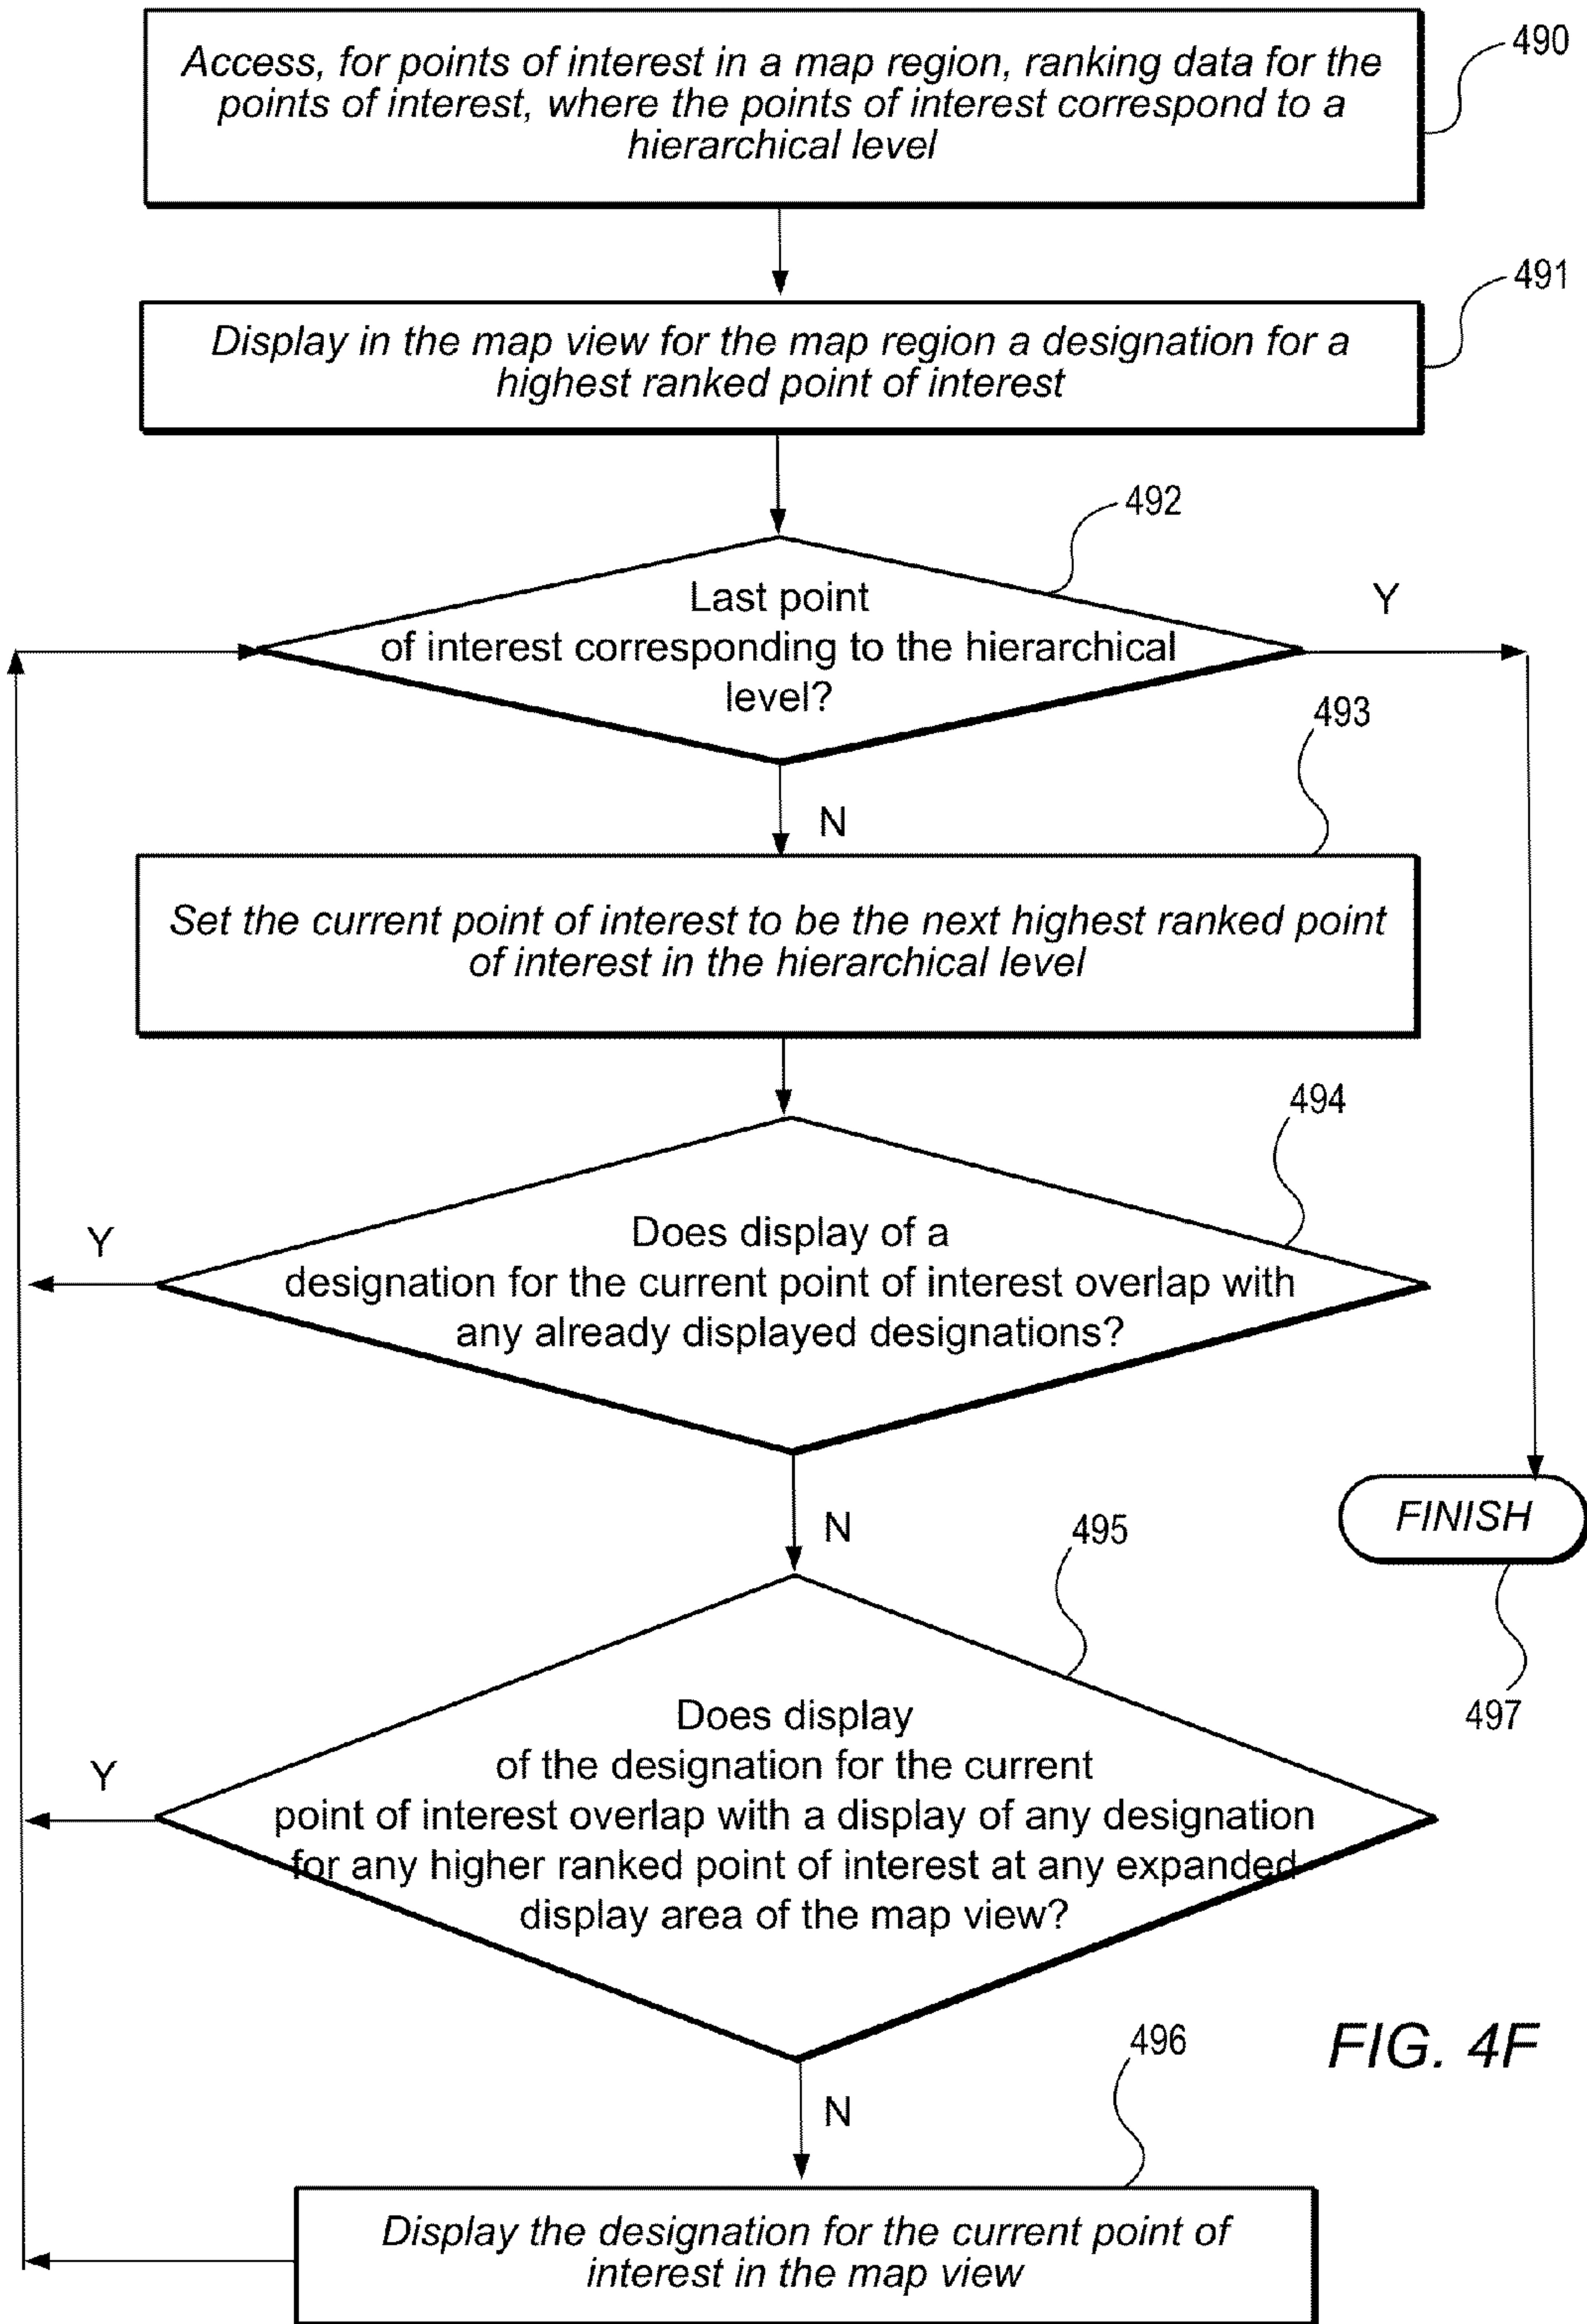 490
Access, for points of interest in a map region, ranking data for the
points of interest, where the points of interest correspond to a
hierarchical level
491
Display in the map view for the map region a designation for a
highest ranked point of interest
492
Last point
of interest corresponding to the hierarchical
level?
Y
N
493
Set the current point of interest to be the next highest ranked point
of interest in the hierarchical level
494
Does display of a
designation for the current point of interest overlap with
any already displayed designations?
Y
N
FINISH
497
495
Does display
of the designation for the current
point of interest overlap with a display of any designation
for any higher ranked point of interest at any expanded
display area of the map view?
Y
N
496
Display the designation for the current point of
interest in the map view
FIG. 4F